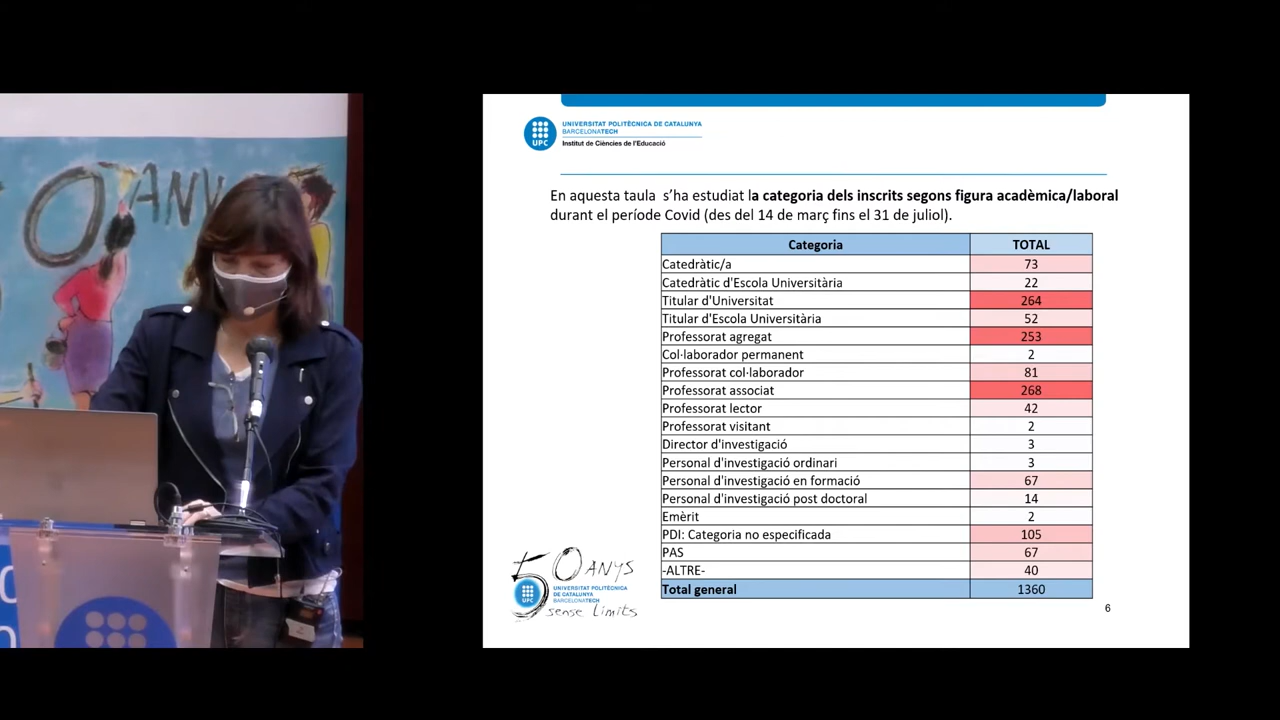 O ANY
UNIVERSITAT POLITÈCNICA DE CATALUNYA
BARCELONATECH
Institut de Ciències de l'Educació
UPC
En aquesta taula s'ha estudiat la categoria dels inscrits segons figura acadèmica/laboral
durant el període Covid (des del 14 de març fins el 31 de juliol).
Categoria TOTAL
Catedràtic/a 73
Catedràtic d'Escola Universitària 22
Titular d'Universitat 264
Titular d'Escola Universitària 52
Professorat agregat 253
Col·laborador permanent 2
Professorat col·laborador 81
Professorat associat 268
Professorat lector 42
Professorat visitant 2
Director d'investigació 3
Personal d'investigació ordinari 3
Personal d'investigació en formació 67
Personal d'investigació post doctoral 14
Emèrit 2
PDI: Categoria no especificada 105
PAS 67
-ALTRE- 40
Total general 1360
50 ANYS
UNIVERSITAT POLITÈCNICA
DE CATALUNYA
BARCELONATECH
UPC
sense límits
6